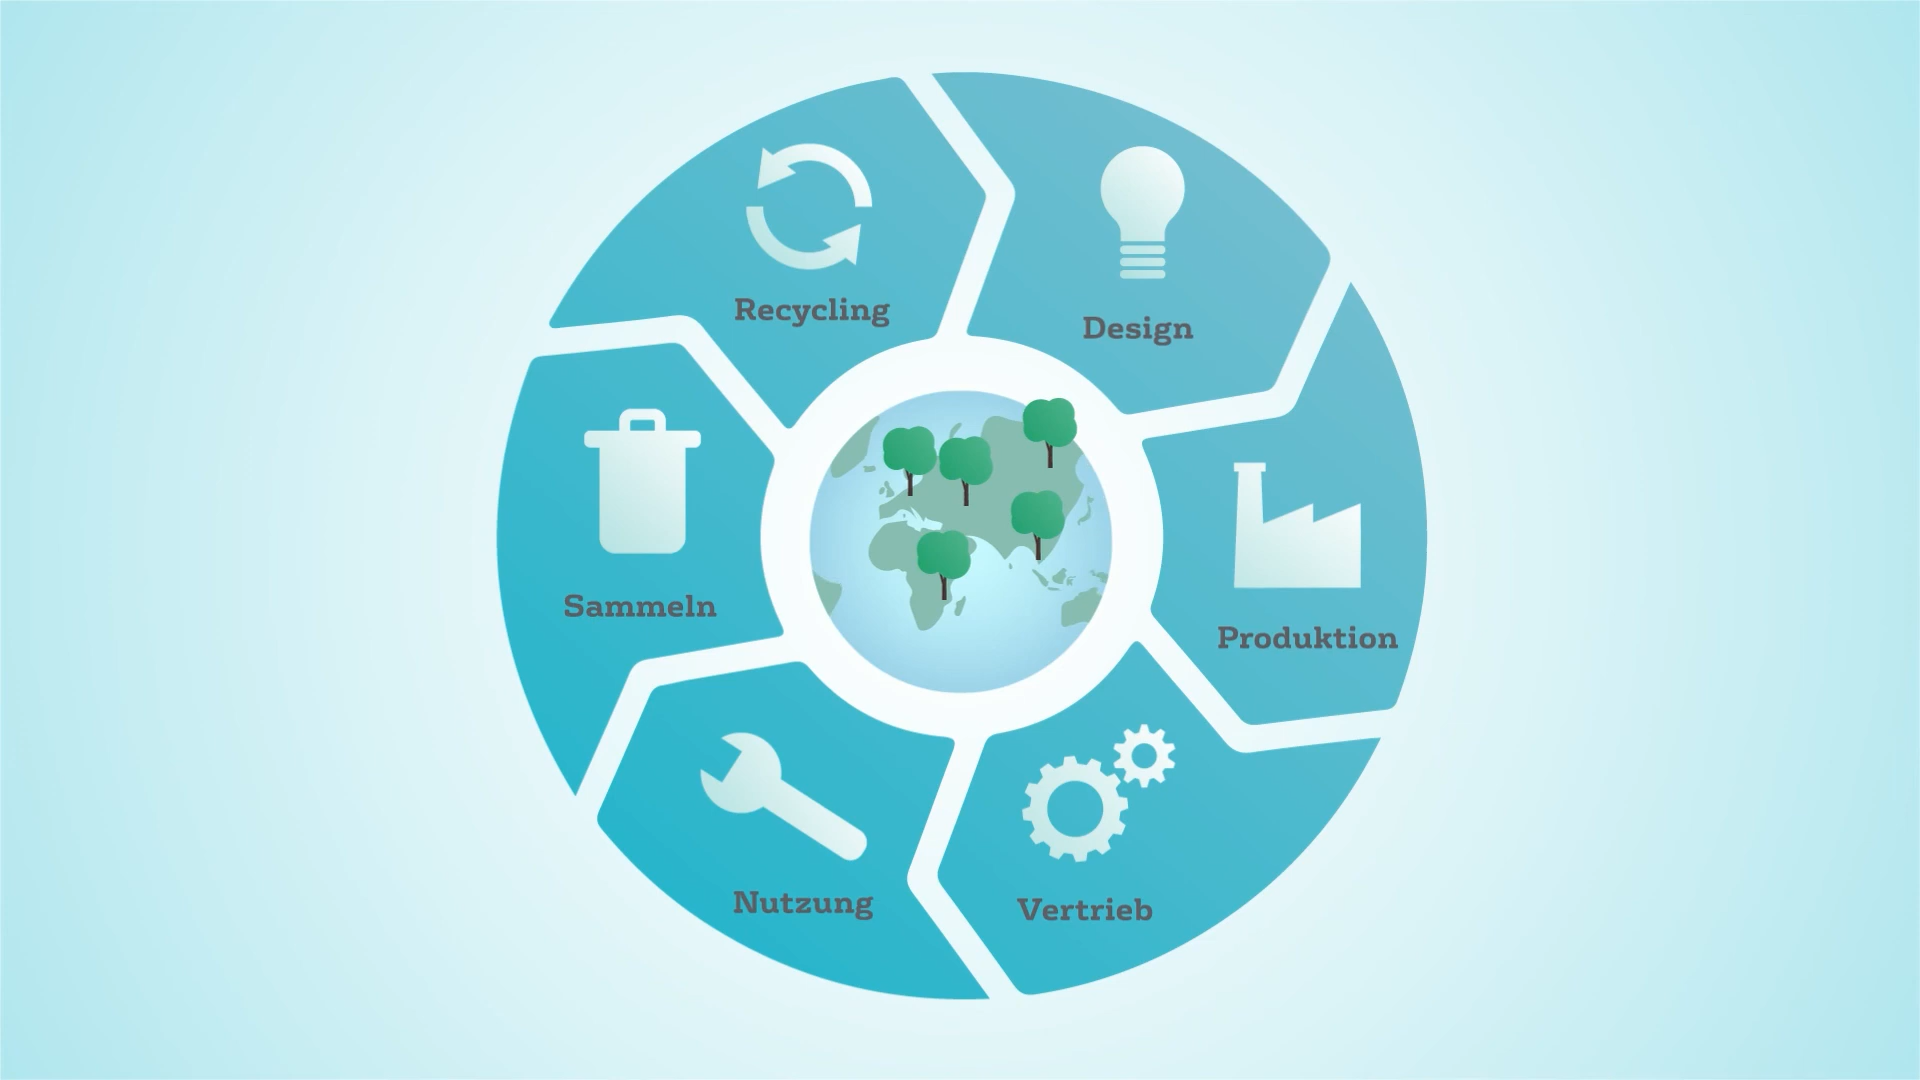 Recycling
Design
Sammeln
Produktion
Nutzung
Vertrieb